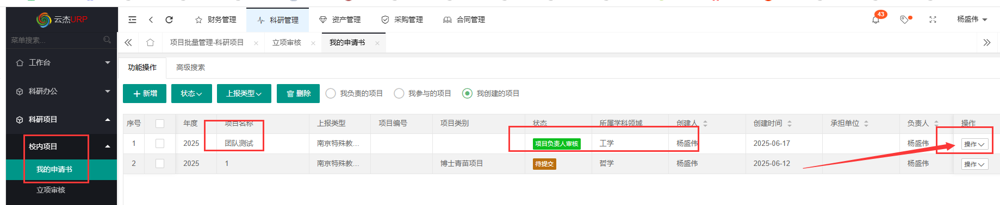 云杰URP
财务管理
科研管理
资产管理
采购管理
合同管理
43
杨盛伟
菜单搜索...
项目批量管理-科研项目
立项审核
我的申请书
工作台
科研办公
科研项目
校内项目
我的申请书
立项审核
功能操作
高级搜索
新增
状态
上报类型
删除
我负责的项目
我参与的项目
我创建的项目
序号 年度 项目名称 上报类型 项目编号 项目类别 状态 所属学科领域 创建人 创建时间 承担单位 负责人 操作
1 2025 团队测试 南京特殊教... 项目负责人审核 工学 杨盛伟 2025-06-17 杨盛伟 操作
2 2025 1 南京特殊教... 博士青苗项目 待提交 哲学 杨盛伟 2025-06-12 杨盛伟 操作